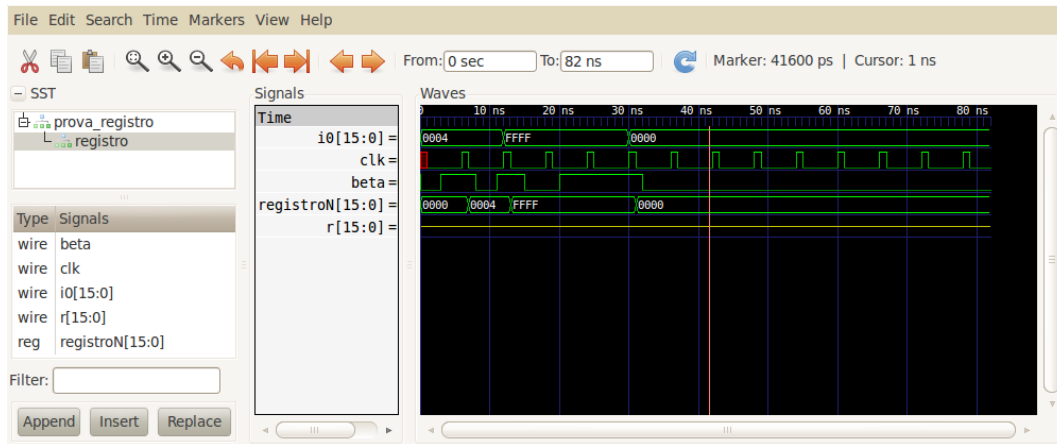 File Edit Search Time Markers View Help
From: 0 sec To: 82 ns Marker: 41600 ps | Cursor: 1 ns
SST
prova_registro
registro
Type Signals
wire beta
wire clk
wire i0[15:0]
wire r[15:0]
reg registroN[15:0]
Filter:
Append Insert Replace
Signals
Time
i0[15:0] =
clk =
beta =
registroN[15:0] =
r[15:0] =
Waves
0 10 ns 20 ns 30 ns 40 ns 50 ns 60 ns 70 ns 80 ns
0004 FFFF 0000
0000 0004 FFFF 0000